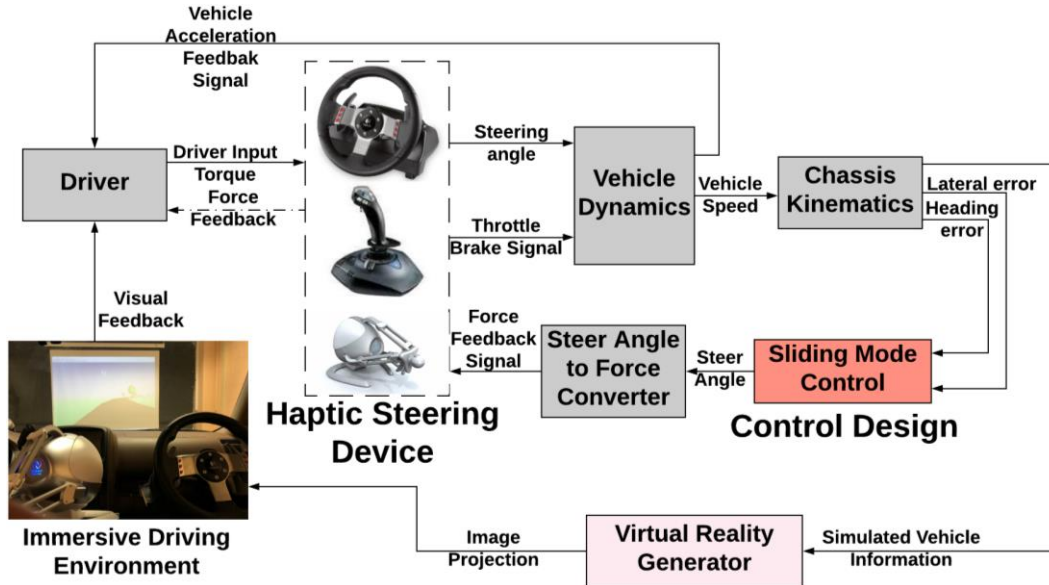 Vehicle
Acceleration
Feedbak
Signal
Driver
Driver Input
Torque
Force
Feedback
Steering
angle
Throttle
Brake Signal
Vehicle
Dynamics
Vehicle
Speed
Chassis
Kinematics
Lateral error
Heading
error
Visual
Feedback
Force
Feedback
Signal
Steer Angle
to Force
Converter
Steer
Angle
Sliding Mode
Control
Haptic Steering
Device
Control Design
Immersive Driving
Environment
Image
Projection
Virtual Reality
Generator
Simulated Vehicle
Information